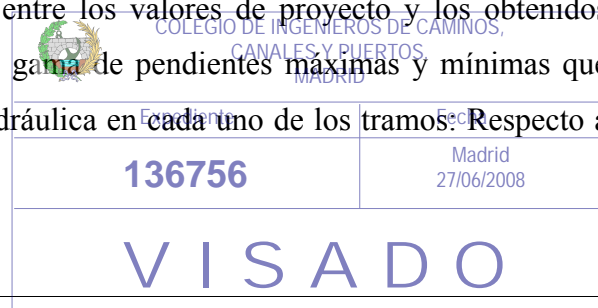 entre los valores de proyecto y los obtenidos
COLEGIO DE INGENIEROS DE CAMINOS,
CANALES Y PUERTOS
gama de pendientes máximas y mínimas que
MADRID
dráulica en cada uno de los tramos: Respecto a
Expediente
Fecha
136756
Madrid
27/06/2008
VISADO